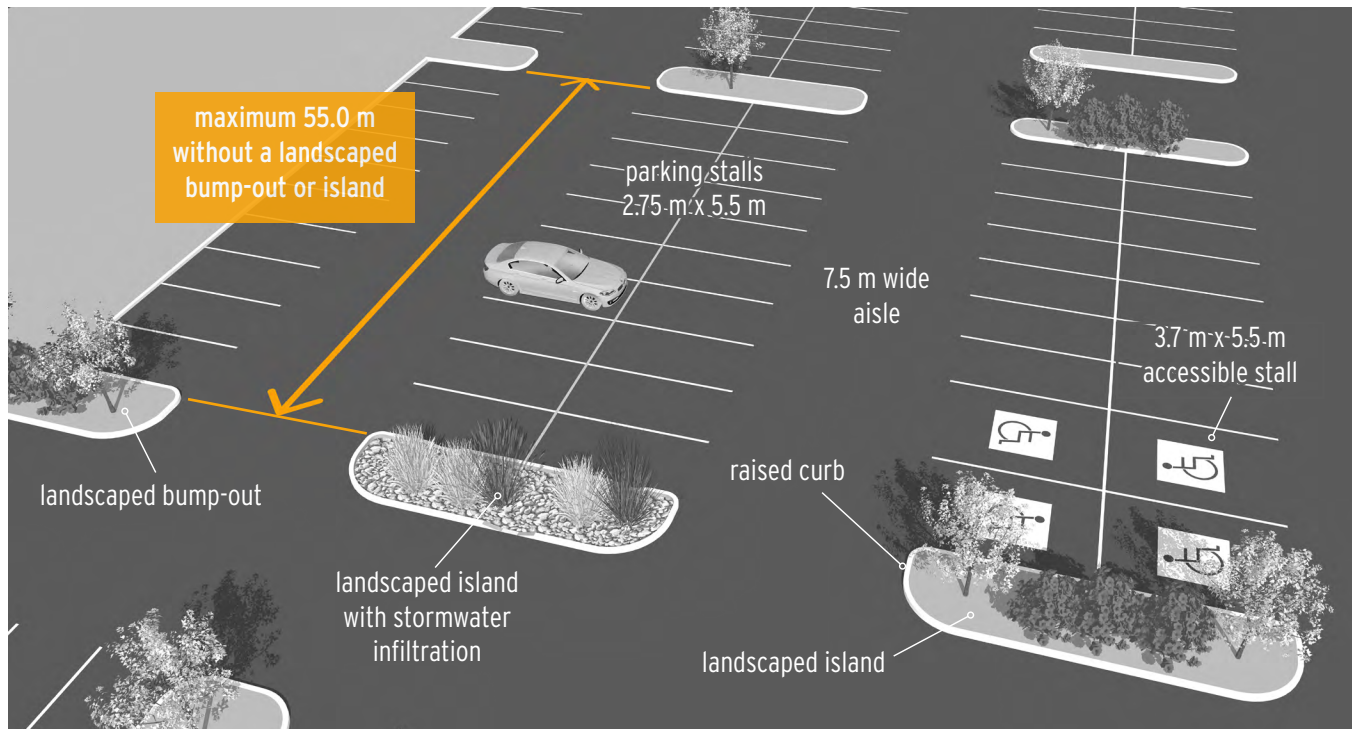 maximum 55.0 m
without a landscaped
bump-out or island
parking stalls
2.75 m x 5.5 m
7.5 m wide
aisle
3.7 m x 5.5 m
accessible stall
raised curb
landscaped bump-out
landscaped island
with stormwater
infiltration
landscaped island